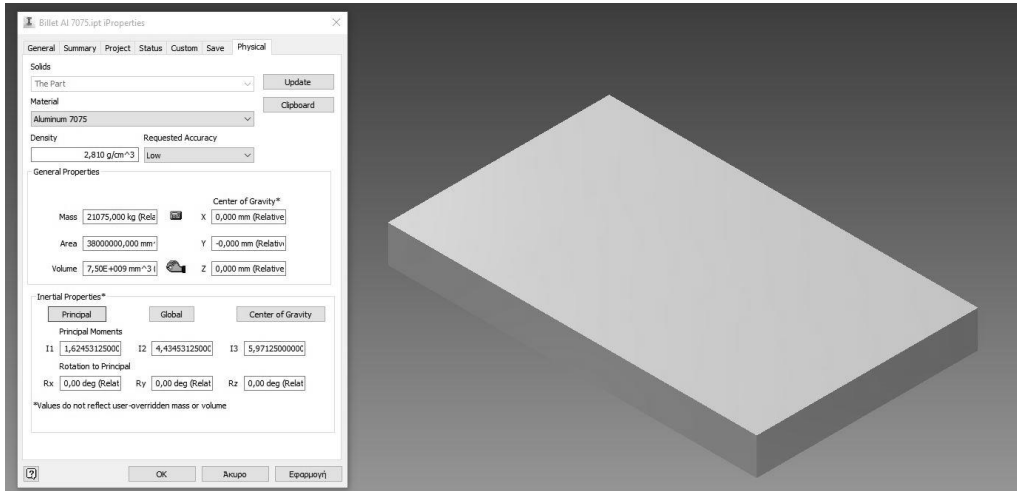 Billet Al 7075.ipt iProperties
General Summary Project Status Custom Save Physical
Solids
The Part
Update
Material
Clipboard
Aluminum 7075
Density Requested Accuracy
2,810 g/cm^3 Low
General Properties
Center of Gravity*
Mass 21075,000 kg (Rela X 0,000 mm (Relative
Area 38000000,000 mm Y -0,000 mm (Relativ
Volume 7,50E+009 mm^3 ( Z 0,000 mm (Relative
Inertial Properties*
Principal Global Center of Gravity
Principal Moments
I1 1,6245312500 I2 4,4345312500 I3 5,9712500000
Rotation to Principal
Rx 0,00 deg (Relat Ry 0,00 deg (Relat Rz 0,00 deg (Relat
*Values do not reflect user-overridden mass or volume
OK Άκυρο Εφαρμογή